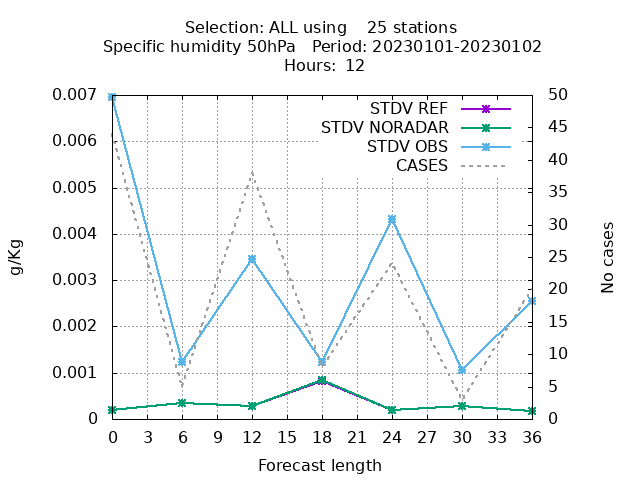 Selection: ALL using    25 stations
Specific humidity 50hPa   Period: 20230101-20230102
Hours: 12
STDV REF
STDV NORADAR
STDV OBS
CASES
g/Kg
0.007
0.006
0.005
0.004
0.003
0.002
0.001
0
50
45
40
35
30
25
20
15
10
5
0
No cases
0 3 6 9 12 15 18 21 24 27 30 33 36
Forecast length